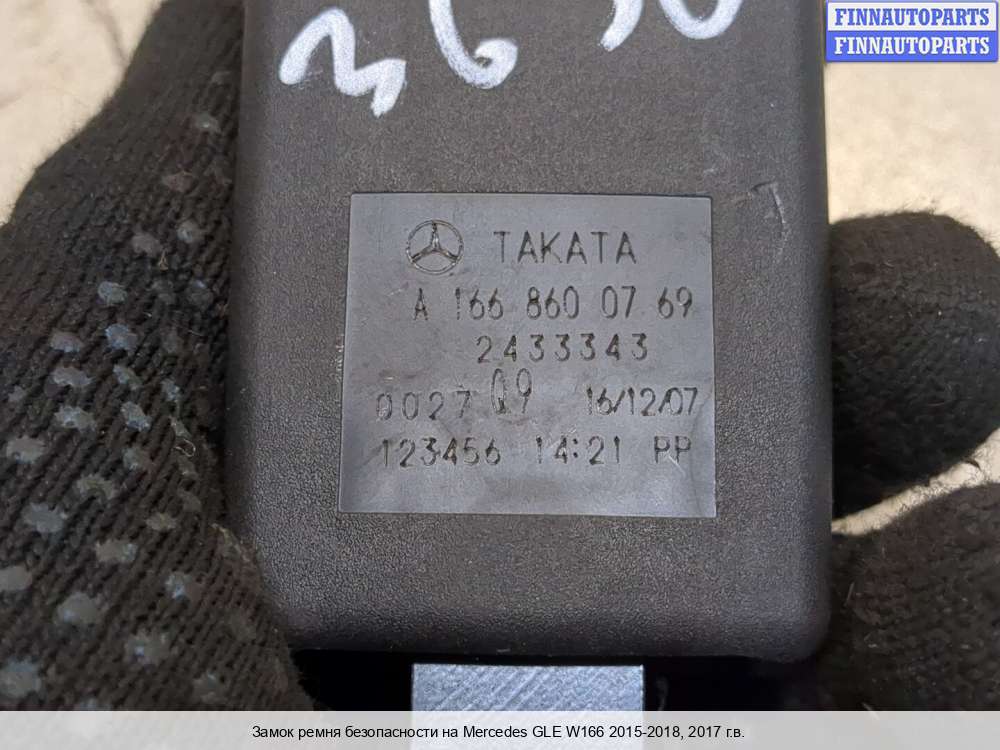 FINNAUTOPARTS
FINNAUTOPARTS
TAKATA
A 166 860 07 69
2433343
0027 Q9 16/12/07
123456 14:21 PP
Замок ремня безопасности на Mercedes GLE W166 2015-2018, 2017 г.в.